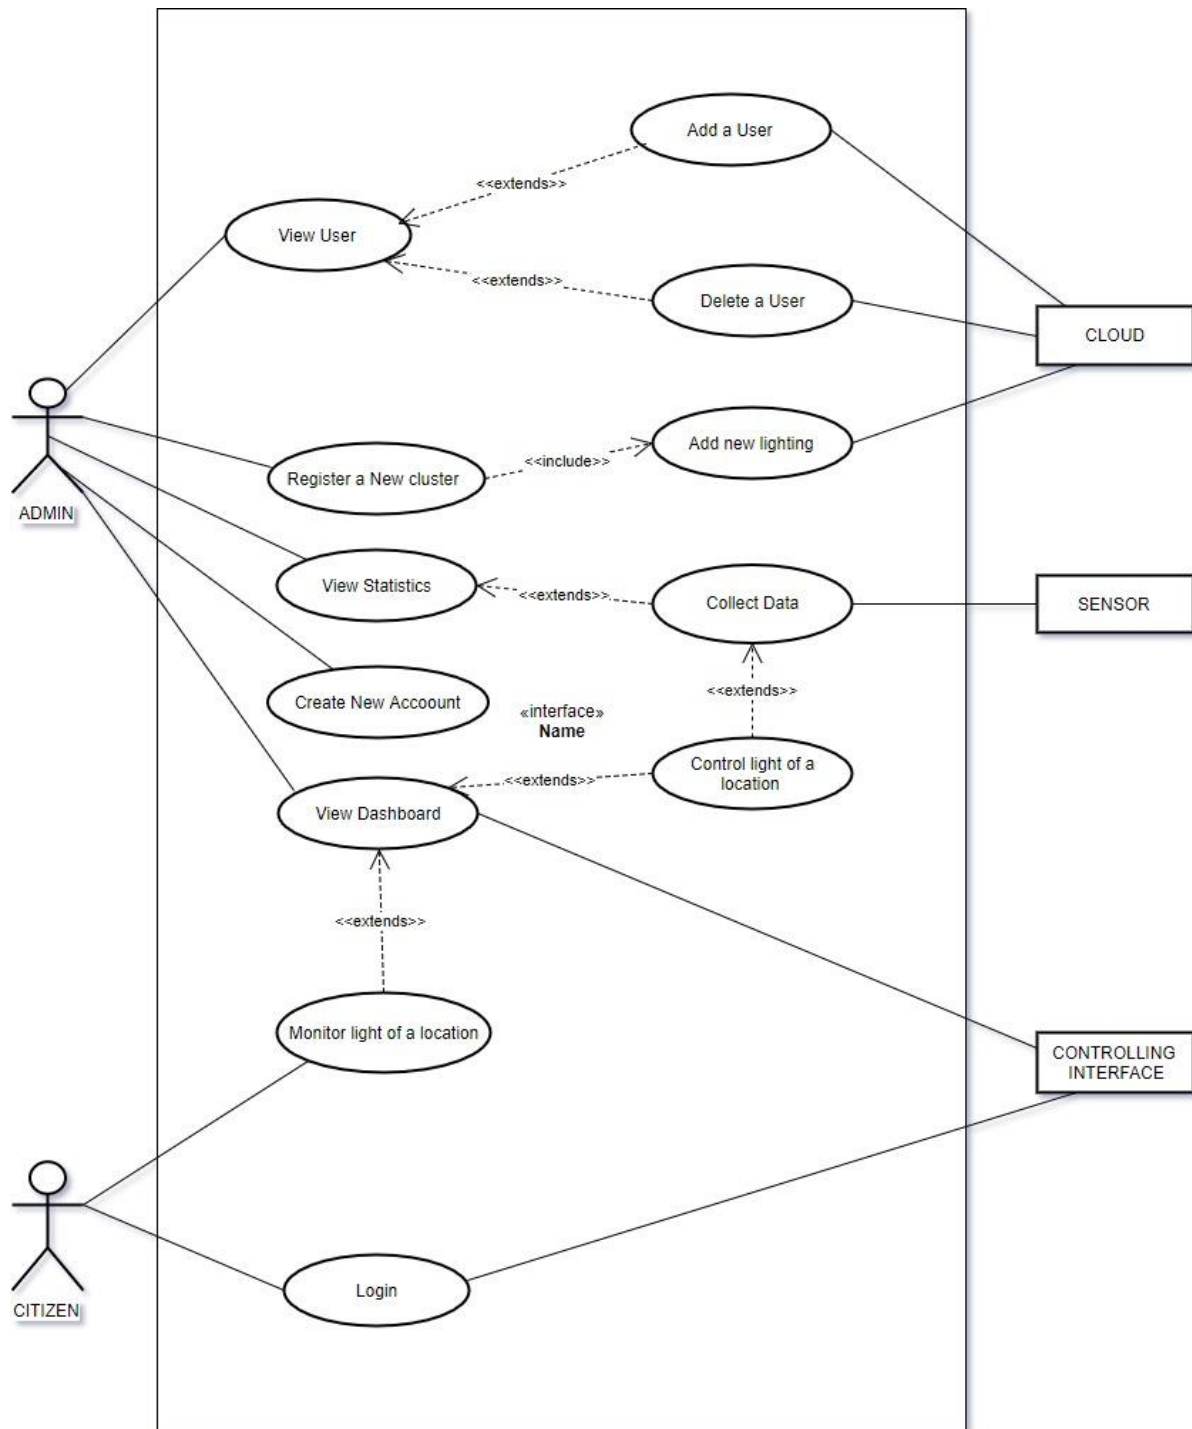 Add a User
<<extends>>
View User
<<extends>>
Delete a User
CLOUD
Add new lighting
<<include>>
Register a New cluster
ADMIN
View Statistics
<<extends>>
Collect Data
SENSOR
<<extends>>
Create New Accoount
«interface»
Name
Control light of a
location
<<extends>>
View Dashboard
<<extends>>
Monitor light of a location
CONTROLLING
INTERFACE
Login
CITIZEN